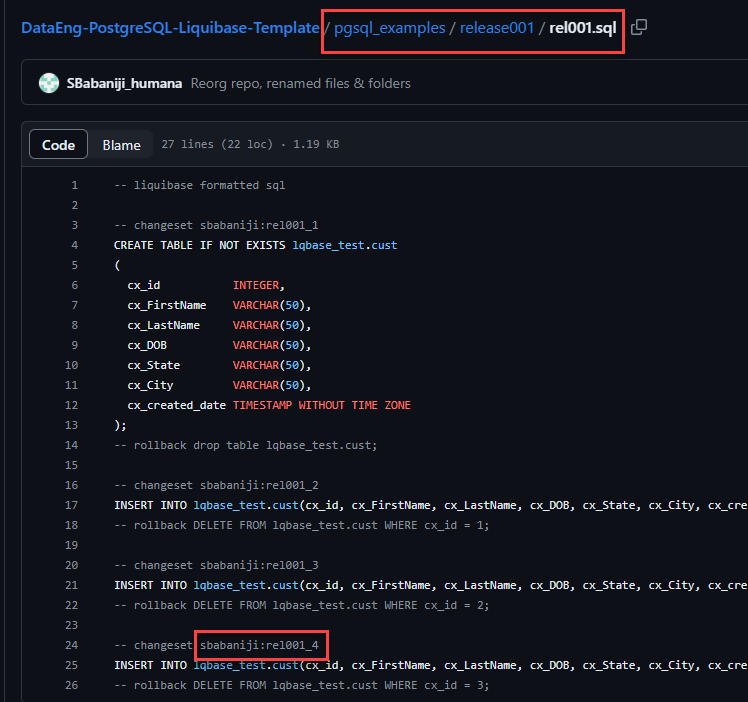 DataEng-PostgreSQL-Liquibase-Template / pgsql_examples / release001 / rel001.sql
SBabaniji_humana Reorg repo, renamed files & folders
Code Blame 27 lines (22 loc) · 1.19 KB
1 -- liquibase formatted sql
2
3 -- changeset sbabaniji:rel001_1
4 CREATE TABLE IF NOT EXISTS lqbase_test.cust
5 (
6 cx_id INTEGER,
7 cx_FirstName VARCHAR(50),
8 cx_LastName VARCHAR(50),
9 cx_DOB VARCHAR(50),
10 cx_State VARCHAR(50),
11 cx_City VARCHAR(50),
12 cx_created_date TIMESTAMP WITHOUT TIME ZONE
13 );
14 -- rollback drop table lqbase_test.cust;
15
16 -- changeset sbabaniji:rel001_2
17 INSERT INTO lqbase_test.cust(cx_id, cx_FirstName, cx_LastName, cx_DOB, cx_State, cx_City, cx_cre
18 -- rollback DELETE FROM lqbase_test.cust WHERE cx_id = 1;
19
20 -- changeset sbabaniji:rel001_3
21 INSERT INTO lqbase_test.cust(cx_id, cx_FirstName, cx_LastName, cx_DOB, cx_State, cx_City, cx_cre
22 -- rollback DELETE FROM lqbase_test.cust WHERE cx_id = 2;
23
24 -- changeset sbabaniji:rel001_4
25 INSERT INTO lqbase_test.cust(cx_id, cx_FirstName, cx_LastName, cx_DOB, cx_State, cx_City, cx_cre
26 -- rollback DELETE FROM lqbase_test.cust WHERE cx_id = 3;